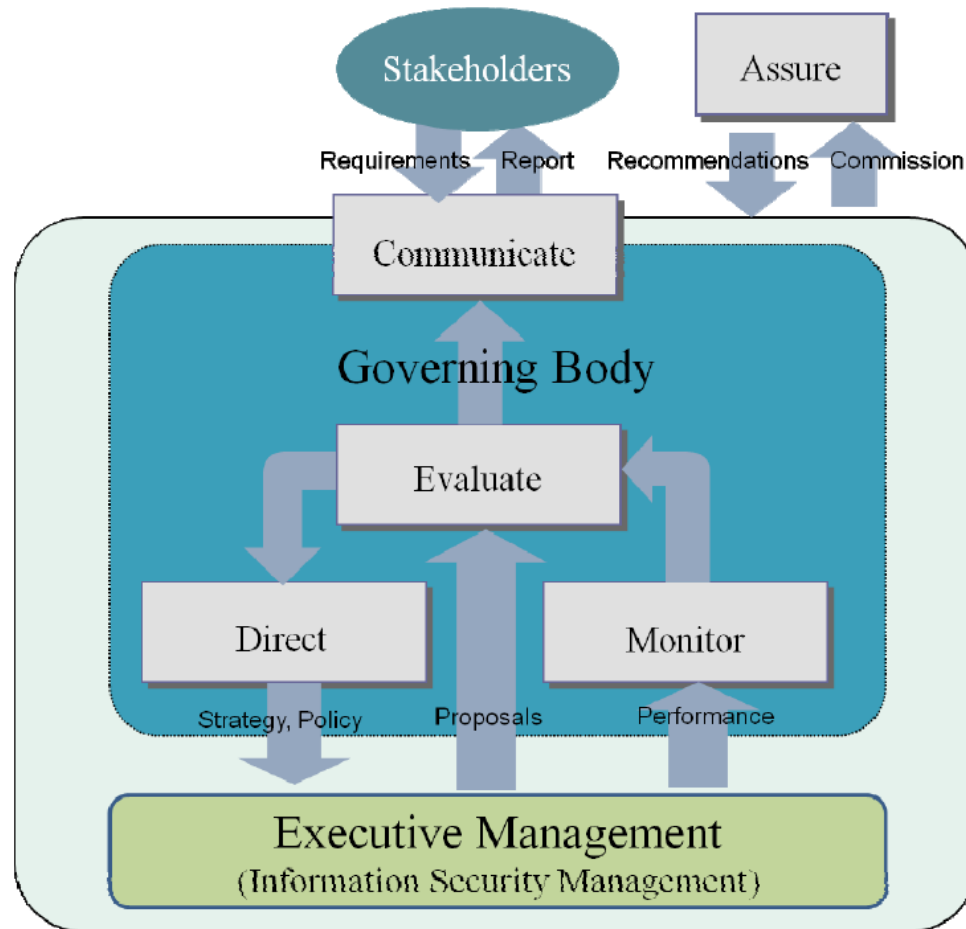 Stakeholders
Assure
Requirements
Report
Recommendations
Commission
Communicate
Governing Body
Evaluate
Direct
Monitor
Strategy, Policy
Proposals
Performance
Executive Management
(Information Security Management)